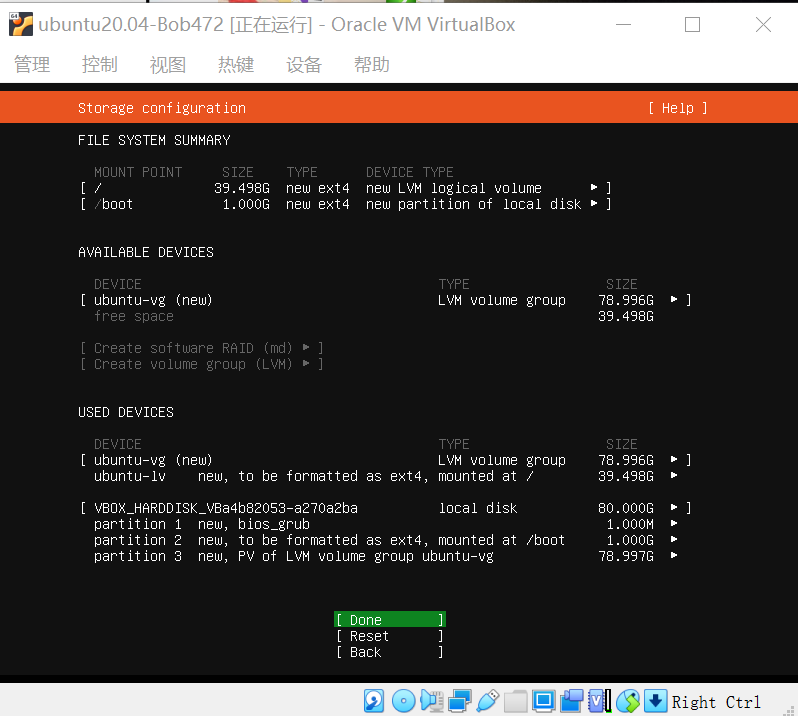 ubuntu20.04-Bob472 [正在运行] - Oracle VM VirtualBox
管理 控制 视图 热键 设备 帮助
Storage configuration [ Help ]
FILE SYSTEM SUMMARY
MOUNT POINT SIZE TYPE DEVICE TYPE
[ / 39.498G new ext4 new LVM logical volume ▸ ]
[ /boot 1.000G new ext4 new partition of local disk ▸ ]
AVAILABLE DEVICES
DEVICE TYPE SIZE
[ ubuntu-vg (new) LVM volume group 78.996G ▸ ]
free space 39.498G
[ Create software RAID (md) ▸ ]
[ Create volume group (LVM) ▸ ]
USED DEVICES
DEVICE TYPE SIZE
[ ubuntu-vg (new) LVM volume group 78.996G ▸ ]
ubuntu-lv new, to be formatted as ext4, mounted at / 39.498G ▸
[ VBOX_HARDDISK_VBa4b82053-a270a2ba local disk 80.000G ▸ ]
partition 1 new, bios_grub 1.000M ▸
partition 2 new, to be formatted as ext4, mounted at /boot 1.000G ▸
partition 3 new, PV of LVM volume group ubuntu-vg 78.997G ▸
[ Done ]
[ Reset ]
[ Back ]
Right Ctrl